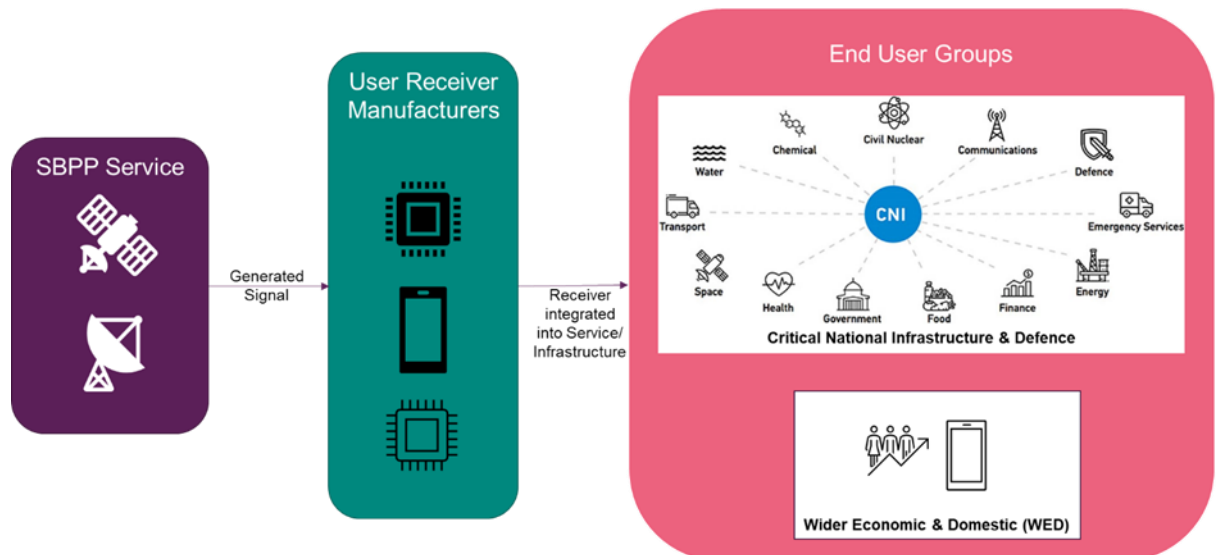 SBPP Service
Generated
Signal
User Receiver
Manufacturers
Receiver
integrated
into Service/
Infrastructure
End User Groups
Civil Nuclear
Chemical
Communications
Water
Defence
CNI
Transport
Emergency Services
Space
Energy
Health
Government
Food
Finance
Critical National Infrastructure & Defence
Wider Economic & Domestic (WED)